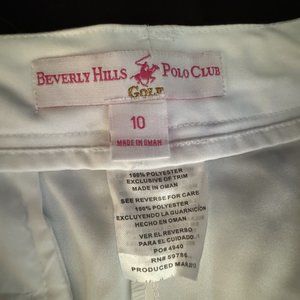 BEVERLY HILLS POLO CLUB
GOLF
10
MADE IN OMAN
100% POLYESTER
EXCLUSIVE OF TRIM
MADE IN OMAN
SEE REVERSE FOR CARE
100% POLYESTER
EXCLUYENDO LA GUARNICIÓN
HECHO EN OMAN
VER EL REVERSO
PARA EL CUIDADO
PO# 4940
RN# 59786
PRODUCED